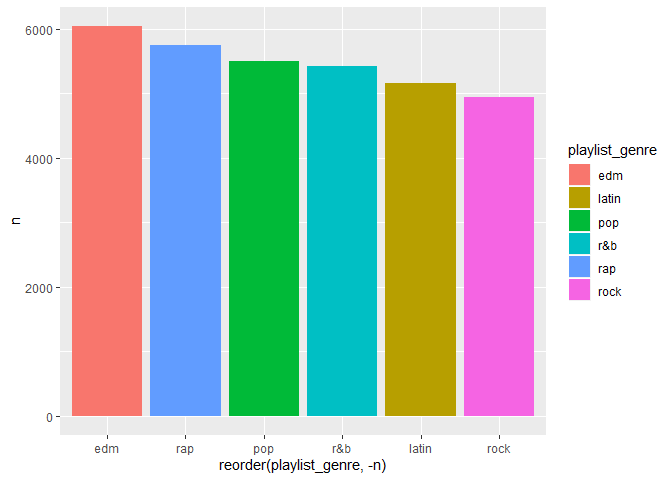 6000
4000
2000
0
n
edm rap pop r&b latin rock
reorder(playlist_genre, -n)
playlist_genre
edm
latin
pop
r&b
rap
rock